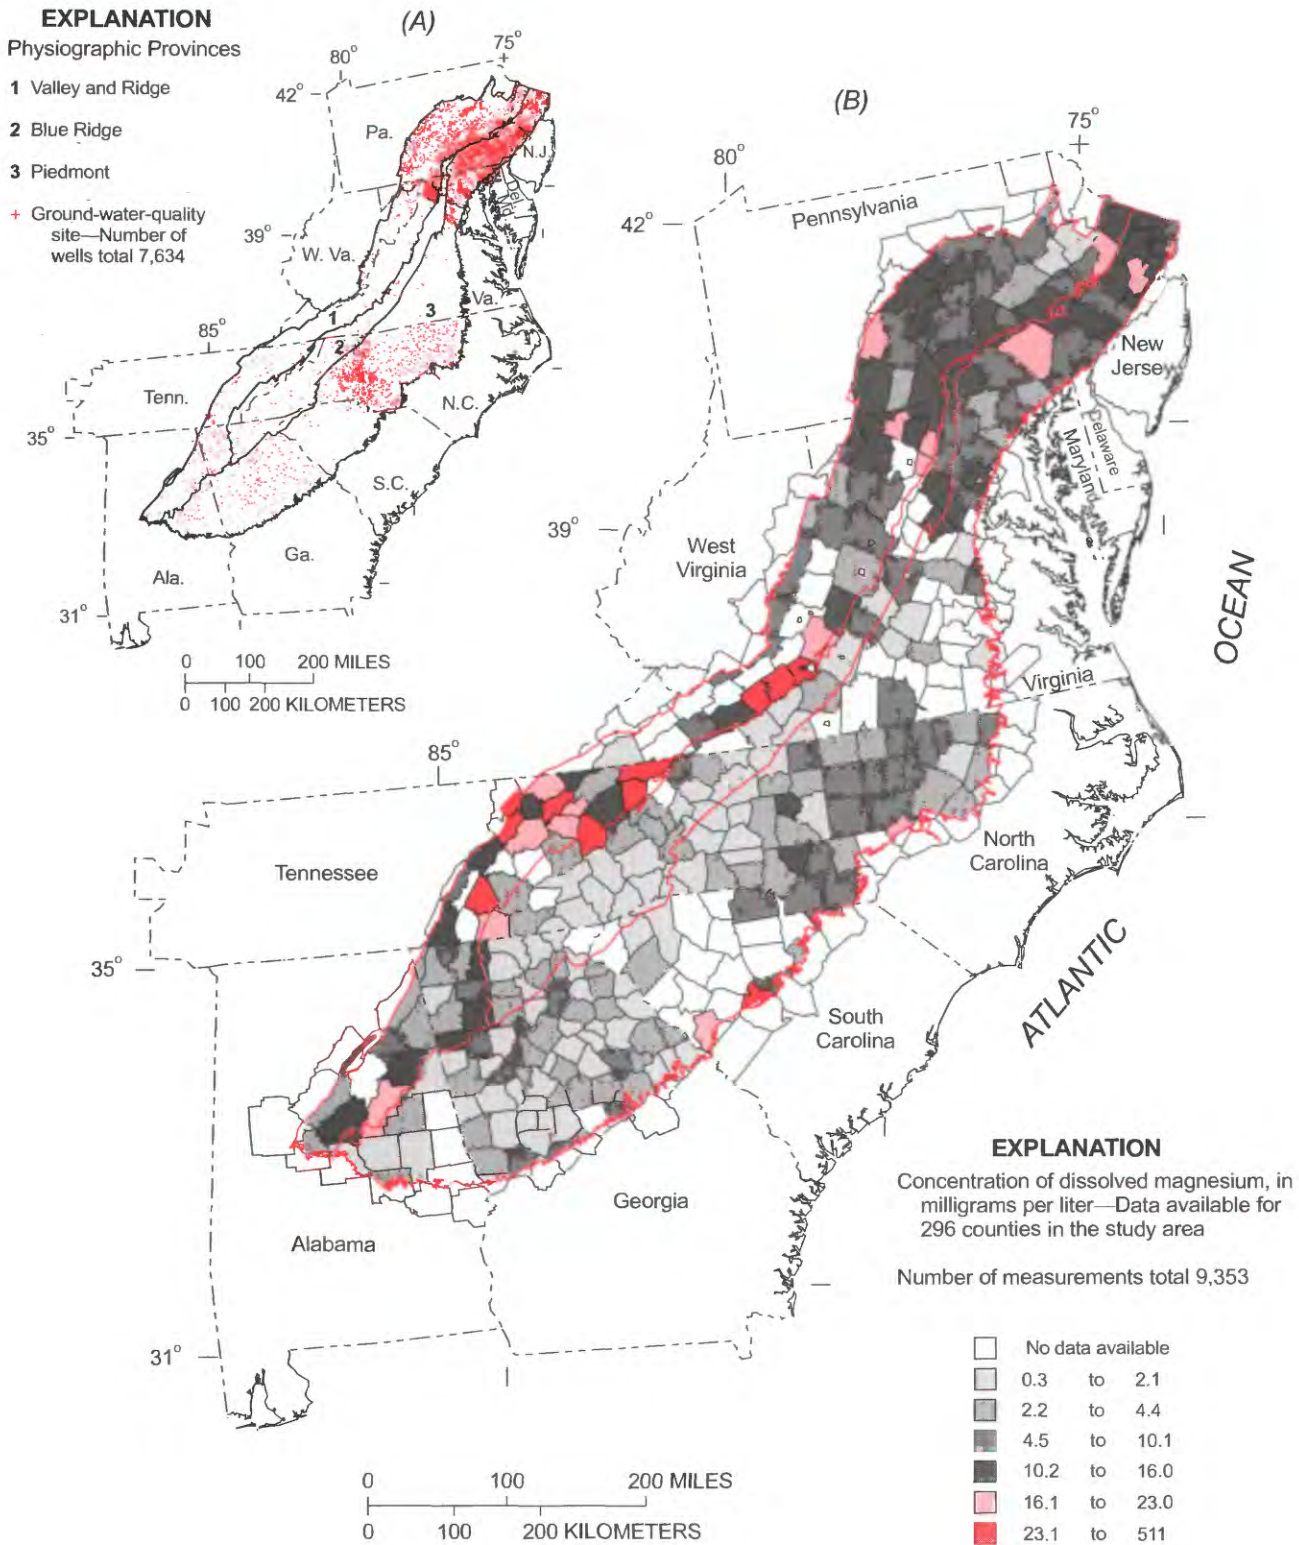 EXPLANATION
Physiographic Provinces
1 Valley and Ridge
2 Blue Ridge
3 Piedmont
+ Ground-water-quality
site—Number of
wells total 7,634
(A)
80°
75°
42°
Pa.
N.J.
Del.
Md.
39°
W. Va.
Va.
85°
1
2
3
Tenn.
N.C.
35°
S.C.
Ga.
Ala.
31°
0 100 200 MILES
0 100 200 KILOMETERS
(B)
75°
80°
42°
Pennsylvania
New
Jersey
Delaware
Maryland
39°
West
Virginia
OCEAN
Virginia
85°
North
Carolina
Tennessee
ATLANTIC
35°
South
Carolina
Georgia
Alabama
31°
0 100 200 MILES
0 100 200 KILOMETERS
EXPLANATION
Concentration of dissolved magnesium, in
milligrams per liter—Data available for
296 counties in the study area
Number of measurements total 9,353
No data available
0.3 to 2.1
2.2 to 4.4
4.5 to 10.1
10.2 to 16.0
16.1 to 23.0
23.1 to 511